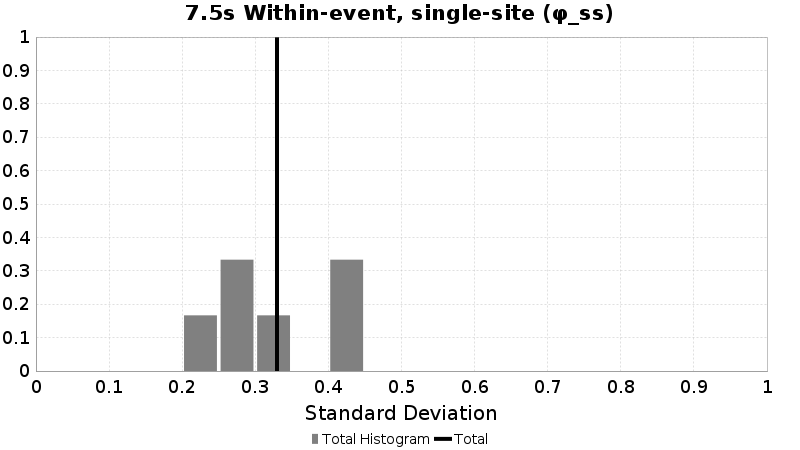 7.5s Within-event, single-site (φ_ss)
1
0.9
0.8
0.7
0.6
0.5
0.4
0.3
0.2
0.1
0
0 0.1 0.2 0.3 0.4 0.5 0.6 0.7 0.8 0.9 1
Standard Deviation
Total Histogram Total